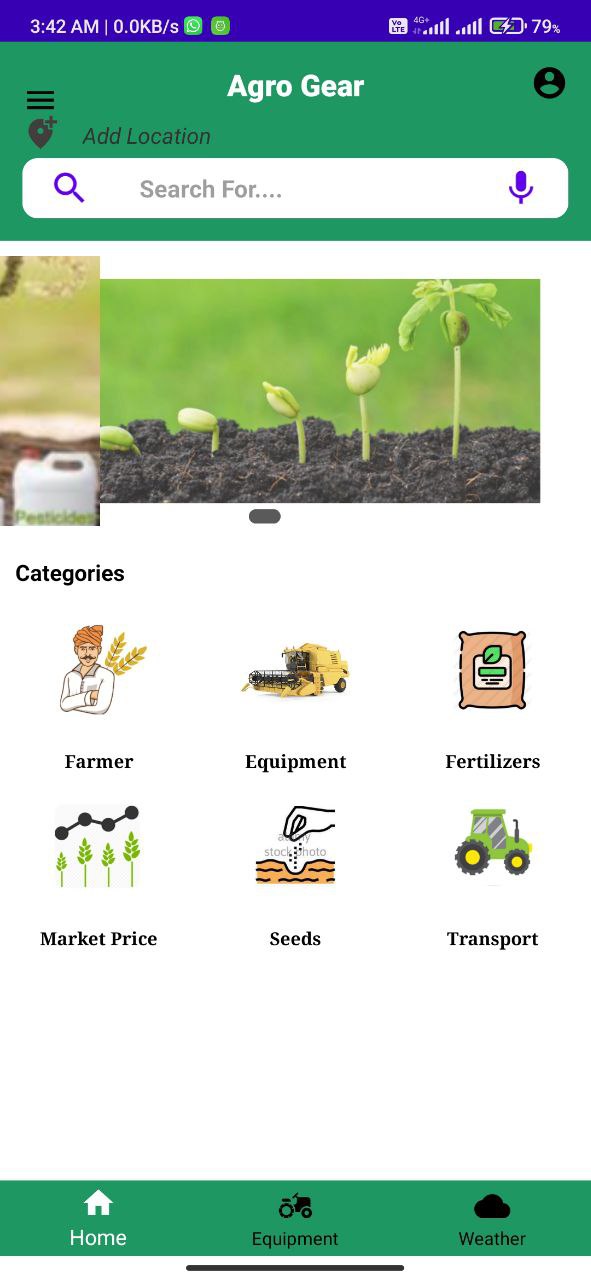 3:42 AM | 0.0KB/s
Vo LTE 4G+ 79%
Agro Gear
Add Location
Search For....
Pesticides
Categories
Farmer
Equipment
Fertilizers
stock photo
Market Price
Seeds
Transport
Home
Equipment
Weather